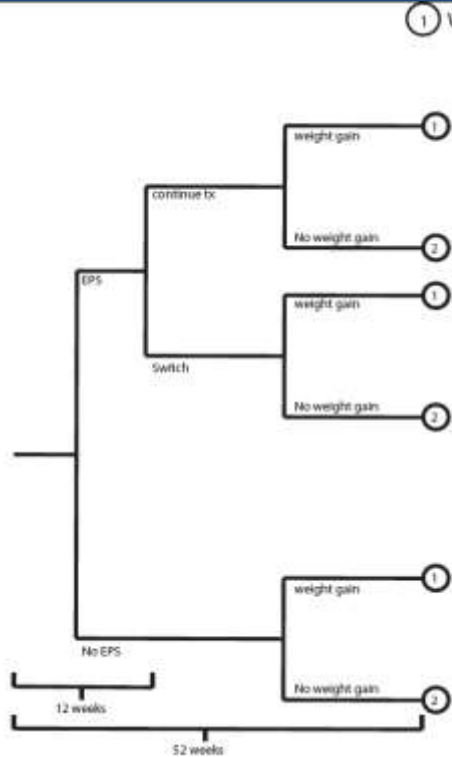 1
weight gain
1
continue tx
No weight gain
2
EPS
weight gain
1
Switch
No weight gain
2
weight gain
1
No EPS
No weight gain
2
12 weeks
52 weeks